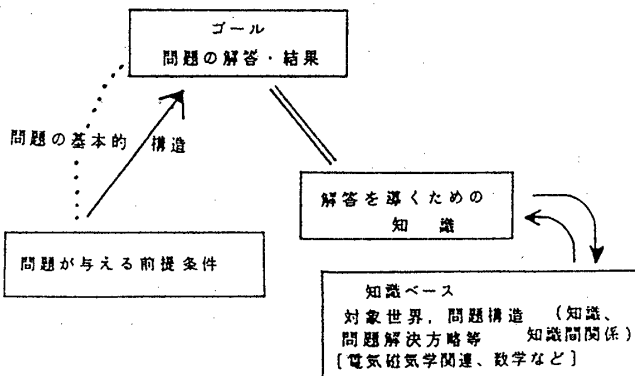 ゴール
問題の解答・結果
問題の基本的 構造
解答を導くための
知 識
問題が与える前提条件
知識ベース
対象世界,問題構造 (知識、
問題解決方略等 知識間関係)
[電気磁気学関連、数学など]